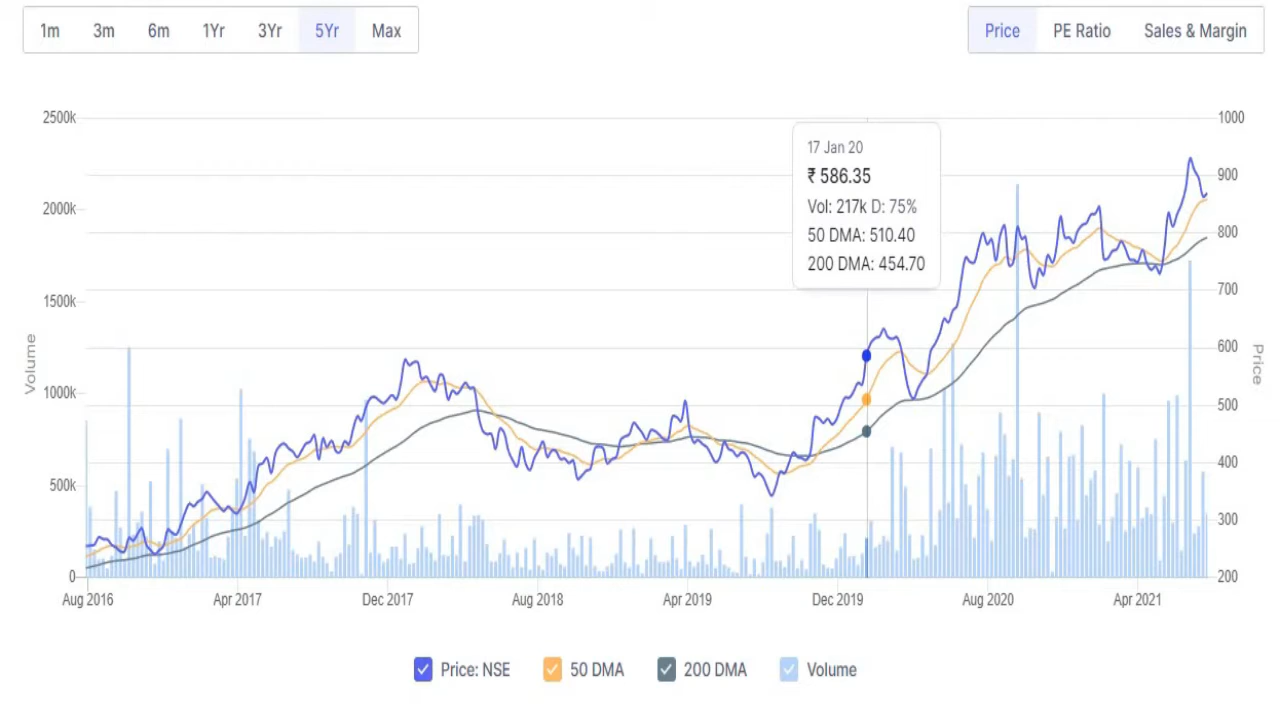 1m 3m 6m 1Yr 3Yr 5Yr Max Price PE Ratio Sales & Margin
2500k 1000
17 Jan 20
₹ 586.35
Vol: 217k D: 75%
50 DMA: 510.40
200 DMA: 454.70
900
2000k
800
1500k 700
600
Volume Price
1000k 500
400
500k
300
0 200
Aug 2016 Apr 2017 Dec 2017 Aug 2018 Apr 2019 Dec 2019 Aug 2020 Apr 2021
Price: NSE 50 DMA 200 DMA Volume